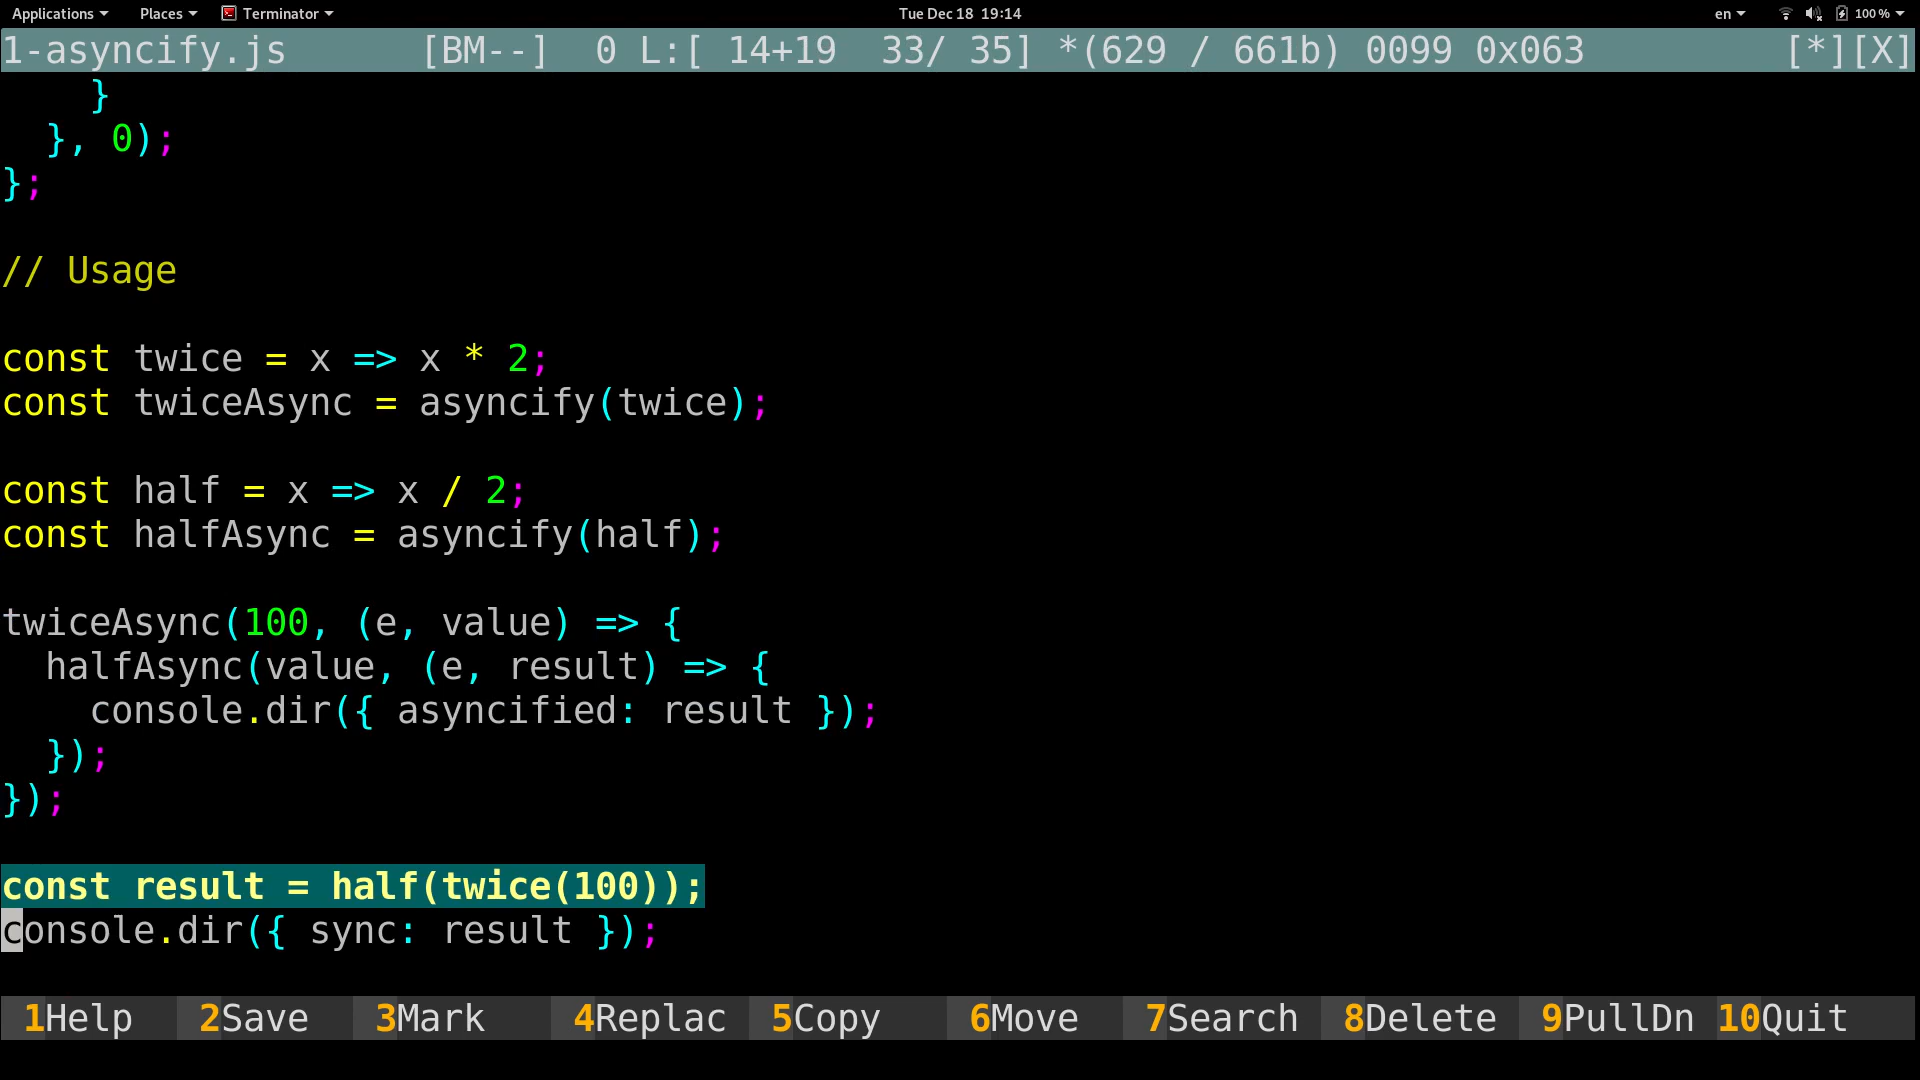 Applications Places Terminator Tue Dec 18 19:14 en 100 %
1-asyncify.js [BM--] 0 L:[ 14+19 33/ 35] *(629 / 661b) 0099 0x063 [*][X]
    }
  }, 0);
};
// Usage
const twice = x => x * 2;
const twiceAsync = asyncify(twice);
const half = x => x / 2;
const halfAsync = asyncify(half);
twiceAsync(100, (e, value) => {
  halfAsync(value, (e, result) => {
    console.dir({ asyncified: result });
  });
});
const result = half(twice(100));
console.dir({ sync: result });
1Help 2Save 3Mark 4Replac 5Copy 6Move 7Search 8Delete 9PullDn 10Quit